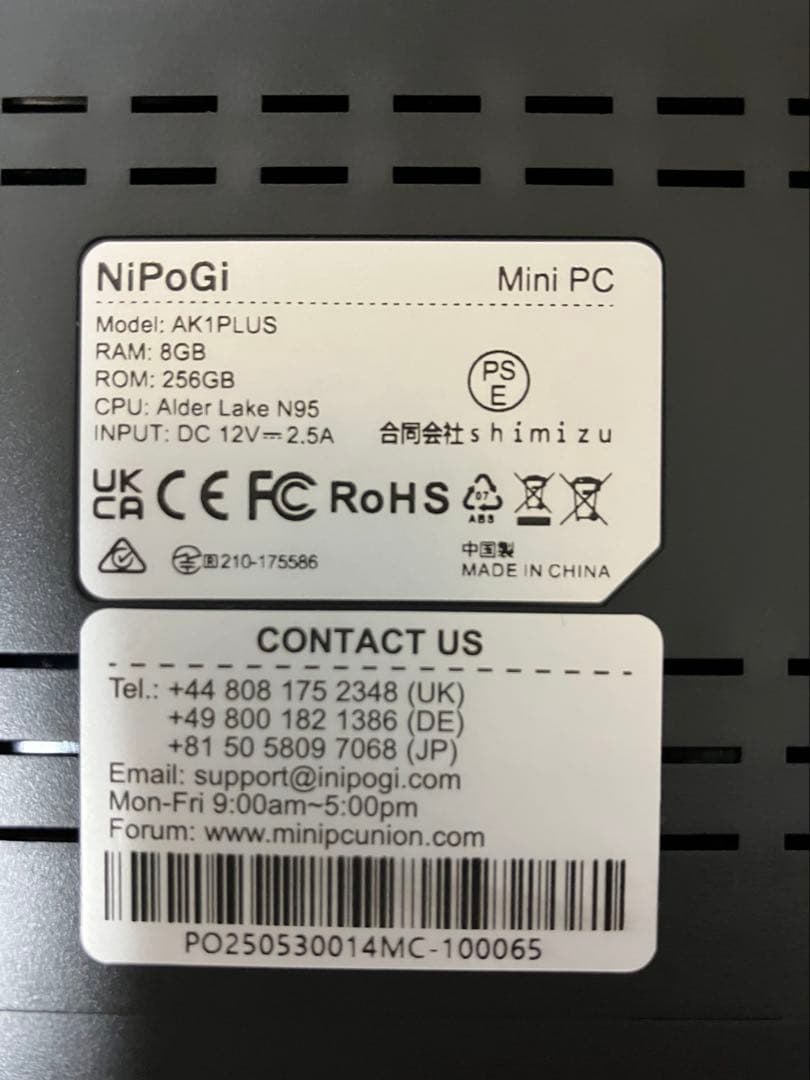 NiPoGi Mini PC
Model: AK1PLUS
RAM: 8GB
ROM: 256GB
CPU: Alder Lake N95
INPUT: DC 12V⎓2.5A
PS
E
合同会社shimizu
UK
CA CE FC RoHS 07
ABS
R210-175586
中国製
MADE IN CHINA
CONTACT US
Tel.: +44 808 175 2348 (UK)
+49 800 182 1386 (DE)
+81 50 5809 7068 (JP)
Email: support@inipogi.com
Mon-Fri 9:00am~5:00pm
Forum: www.minipcunion.com
PO250530014MC-100065